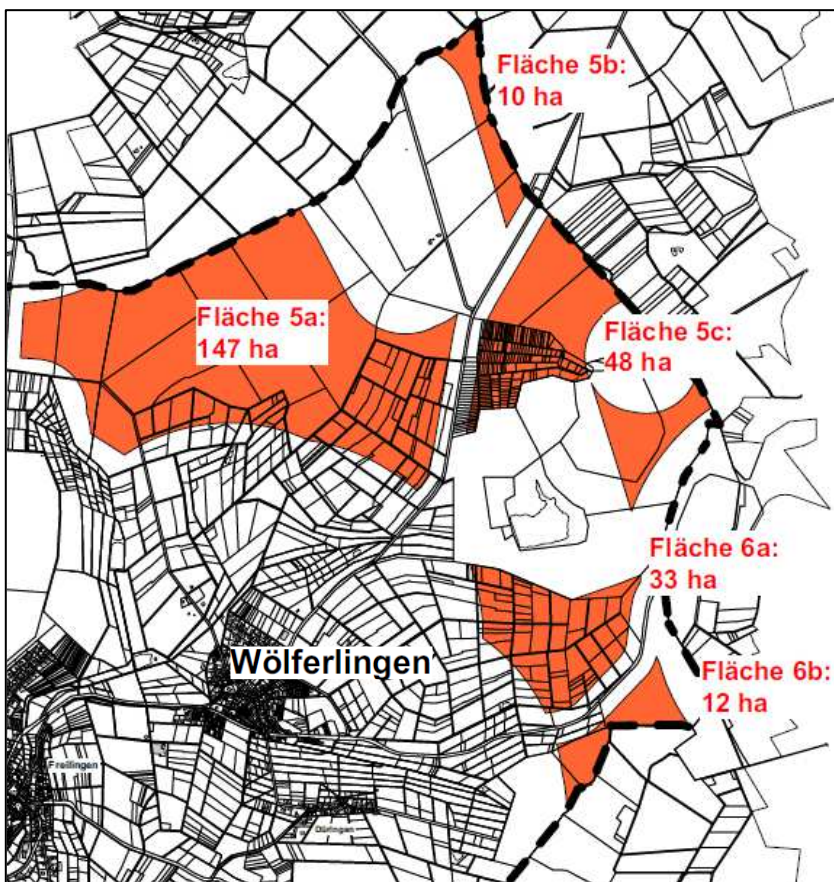 Fläche 5b:
10 ha
Fläche 5a:
147 ha
Fläche 5c:
48 ha
Fläche 6a:
33 ha
Wölferlingen
Fläche 6b:
12 ha
Freilingen
Düringen